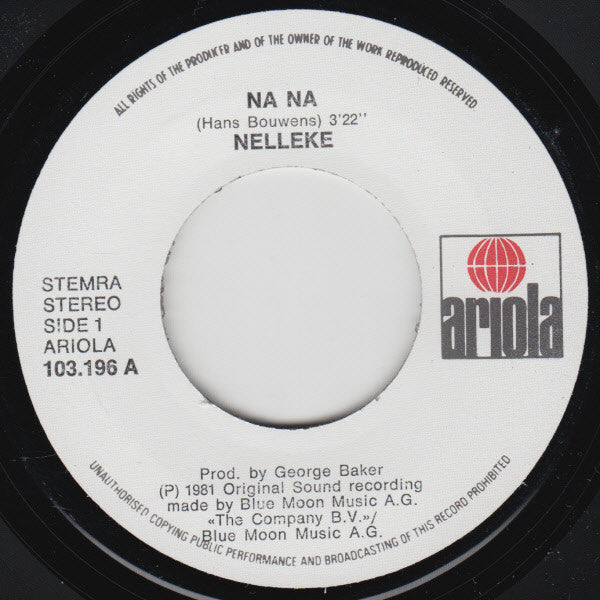 ALL RIGHTS OF THE PRODUCER AND OF THE OWNER OF THE WORK REPRODUCED RESERVED
NA NA
(Hans Bouwens) 3'22''
NELLEKE
STEMRA
STEREO
SIDE 1
ARIOLA
103.196 A
ariola
Prod. by George Baker
(P) 1981 Original Sound recording
made by Blue Moon Music A.G.
«The Company B.V.»/
Blue Moon Music A.G.
UNAUTHORISED COPYING PUBLIC PERFORMANCE AND BROADCASTING OF THIS RECORD PROHIBITED